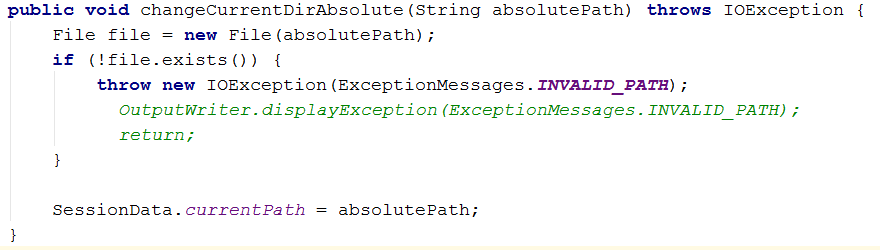 public void changeCurrentDirAbsolute(String absolutePath) throws IOException {
    File file = new File(absolutePath);
    if (!file.exists()) {
        throw new IOException(ExceptionMessages.INVALID_PATH);
          OutputWriter.displayException(ExceptionMessages.INVALID_PATH);
          return;
    }

    SessionData.currentPath = absolutePath;
}